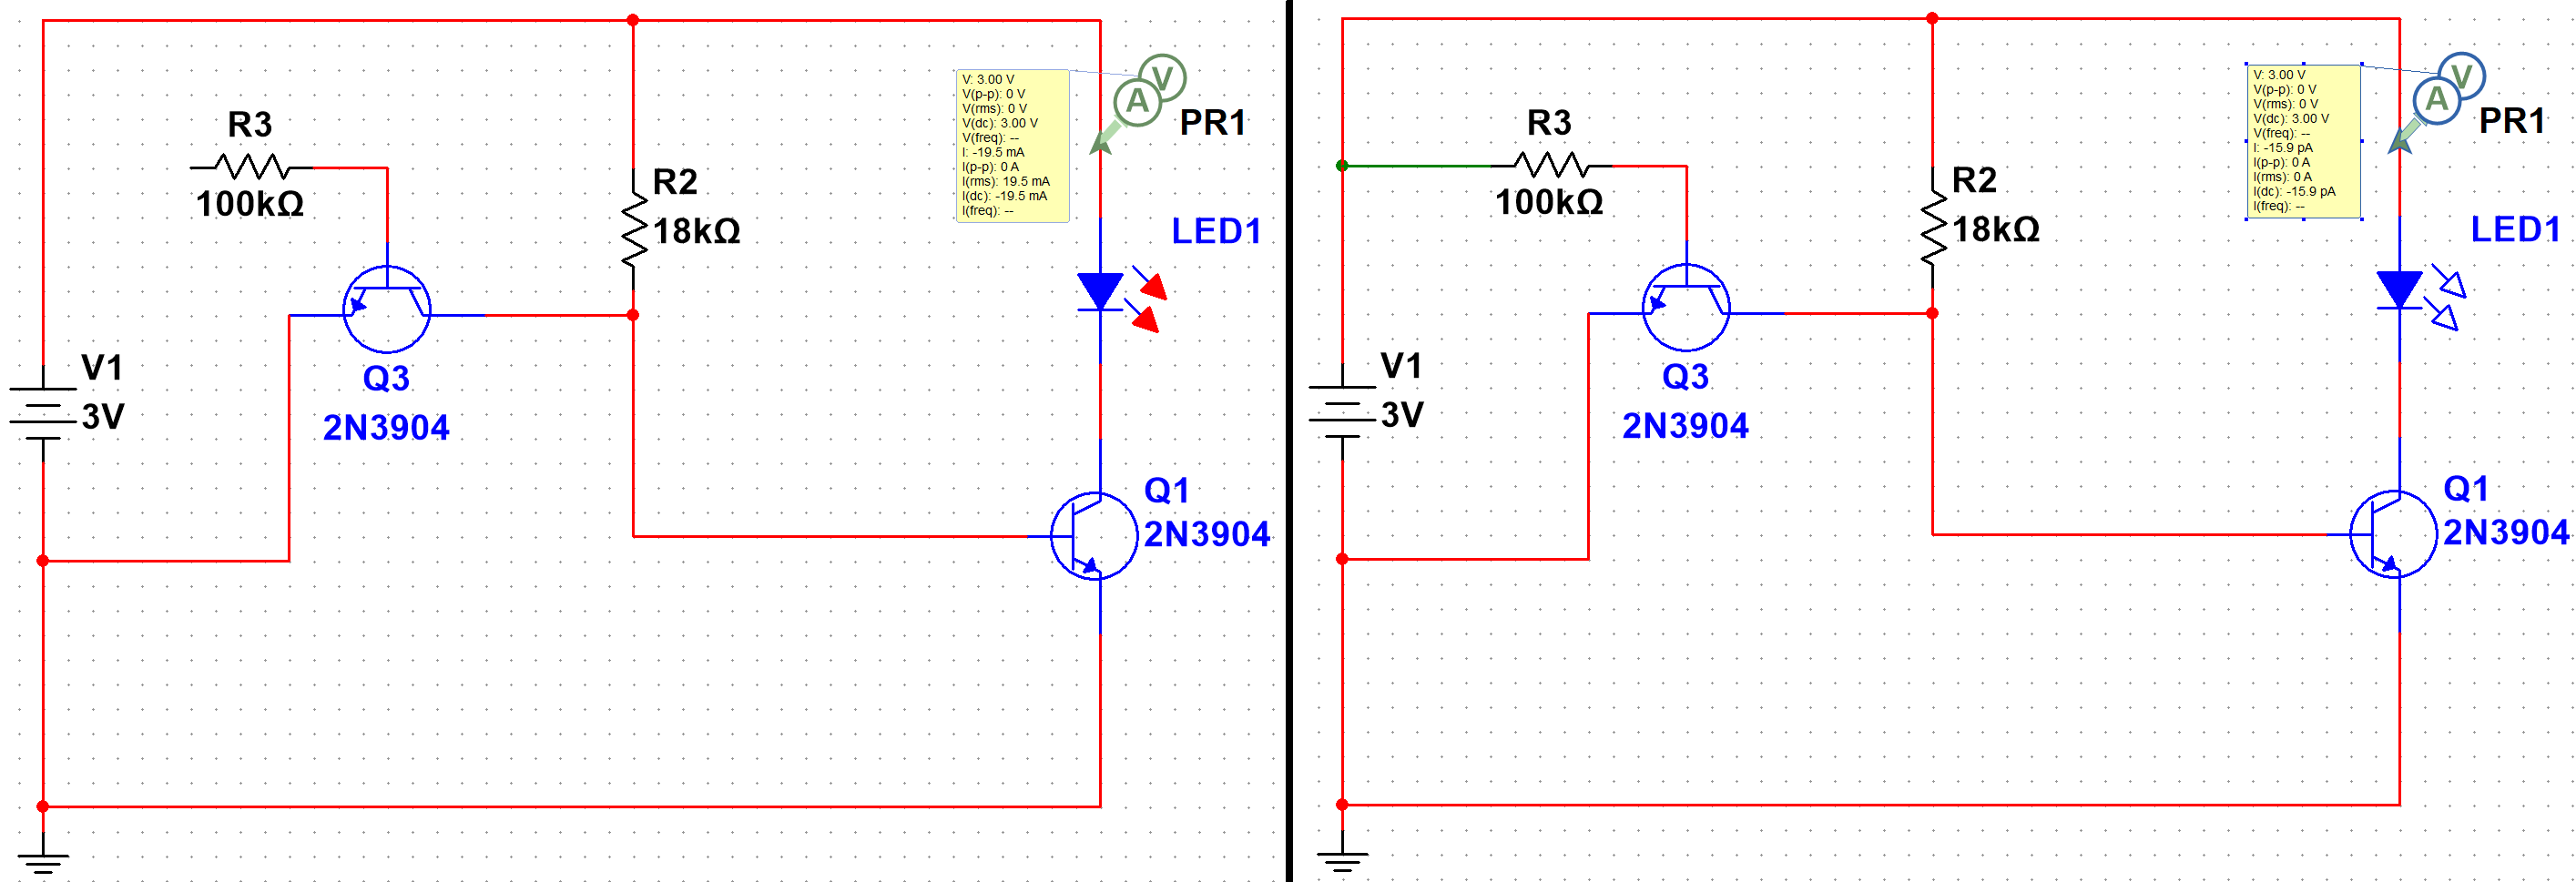 R3
100kΩ
V1
3V
Q3
2N3904
R2
18kΩ
V: 3.00 V
V(p-p): 0 V
V(rms): 0 V
V(dc): 3.00 V
V(freq): --
I: -19.5 mA
I(p-p): 0 A
I(rms): 19.5 mA
I(dc): -19.5 mA
I(freq): --
V
A
PR1
LED1
Q1
2N3904
R3
100kΩ
V1
3V
Q3
2N3904
R2
18kΩ
V: 3.00 V
V(p-p): 0 V
V(rms): 0 V
V(dc): 3.00 V
V(freq): --
I: -15.9 pA
I(p-p): 0 A
I(rms): 0 A
I(dc): -15.9 pA
I(freq): --
V
A
PR1
LED1
Q1
2N3904